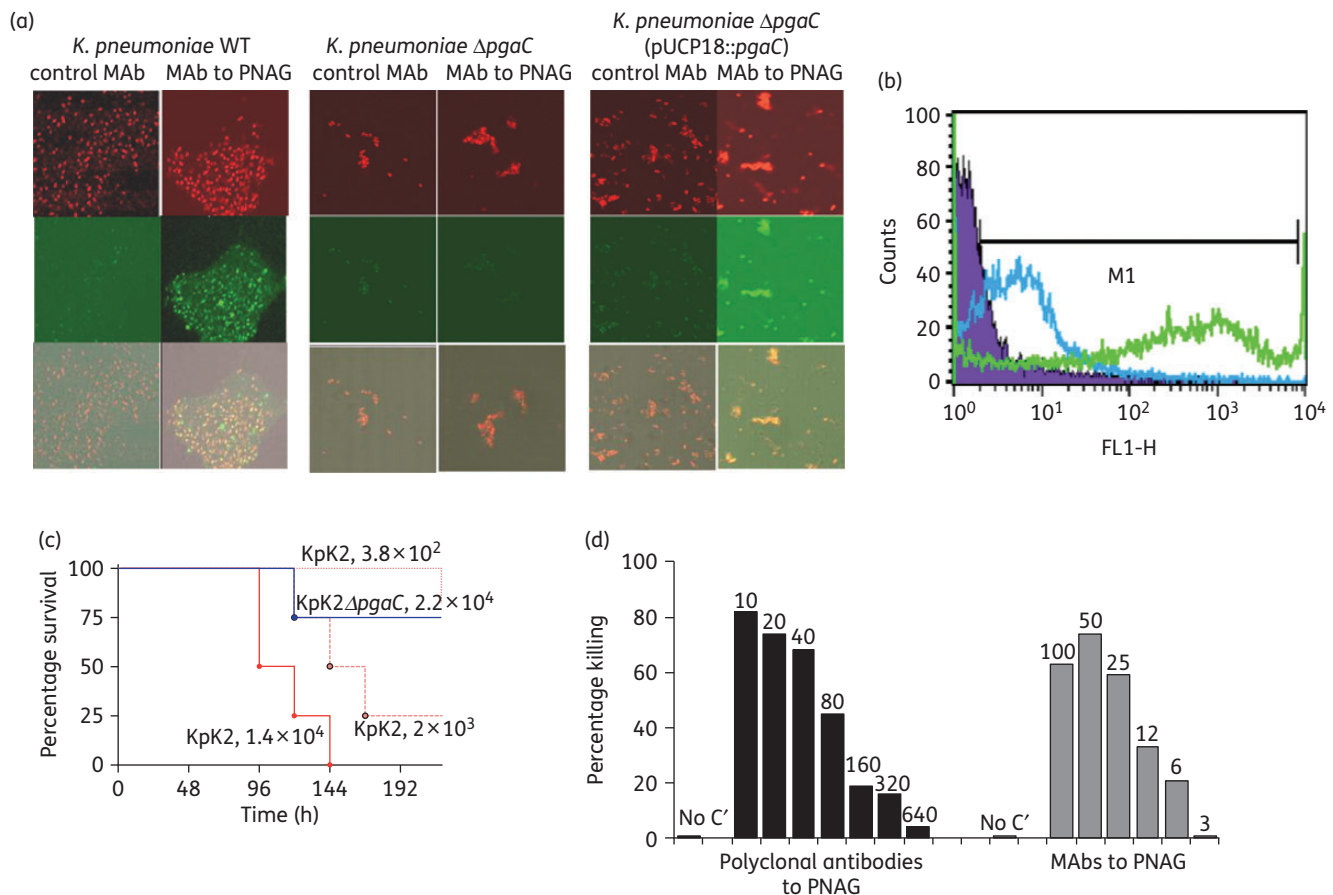 (a)
K. pneumoniae WT
control MAb MAb to PNAG
K. pneumoniae ΔpgaC
control MAb MAb to PNAG
K. pneumoniae ΔpgaC
(pUCP18::pgaC)
control MAb MAb to PNAG
(b)
100
80
60
40
20
0
Counts
M1
10⁰ 10¹ 10² 10³ 10⁴
FL1-H
(c)
Percentage survival
100
75
50
25
0
KpK2, 3.8×10²
KpK2ΔpgaC, 2.2×10⁴
KpK2, 1.4×10⁴
KpK2, 2×10³
0 48 96 144 192
Time (h)
(d)
Percentage killing
100
80
60
40
20
0
No C′
10
20
40
80
160
320
640
No C′
100
50
25
12
6
3
Polyclonal antibodies
to PNAG
MAbs to PNAG